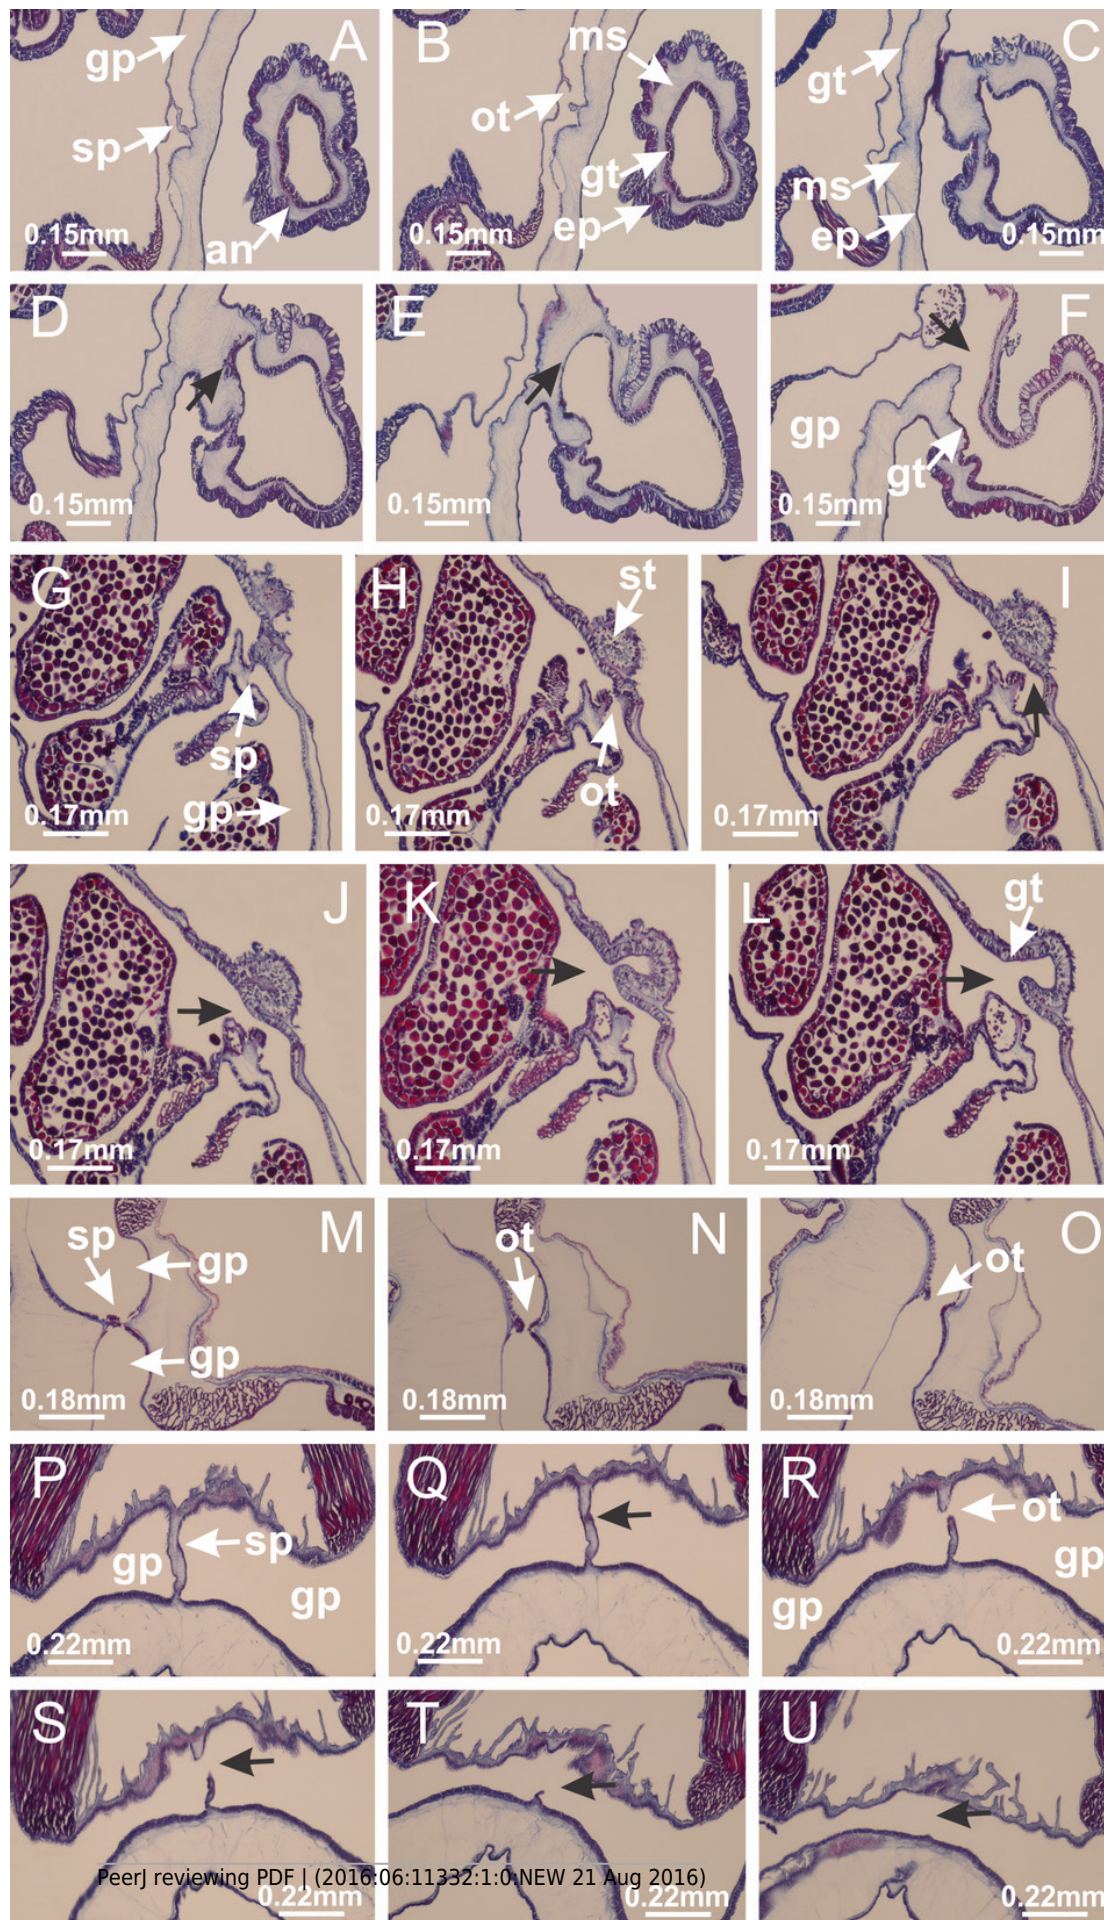 gp A
sp
an
0.15mm
B ms
ot
gt
ep
0.15mm
C
gt
ms
ep
0.15mm
D
0.15mm
E
0.15mm
F
gp
gt
0.15mm
G
sp
gp
0.17mm
H st
ot
0.17mm
I
0.17mm
J
0.17mm
K
0.17mm
L gt
0.17mm
M
sp
gp
gp
0.18mm
N
ot
0.18mm
O
ot
0.18mm
P
sp
gp
gp
0.22mm
Q
0.22mm
R
ot
gp
gp
0.22mm
S
0.22mm
T
0.22mm
U
0.22mm
PeerJ reviewing PDF | (2016:06:11332:1:0:NEW 21 Aug 2016)